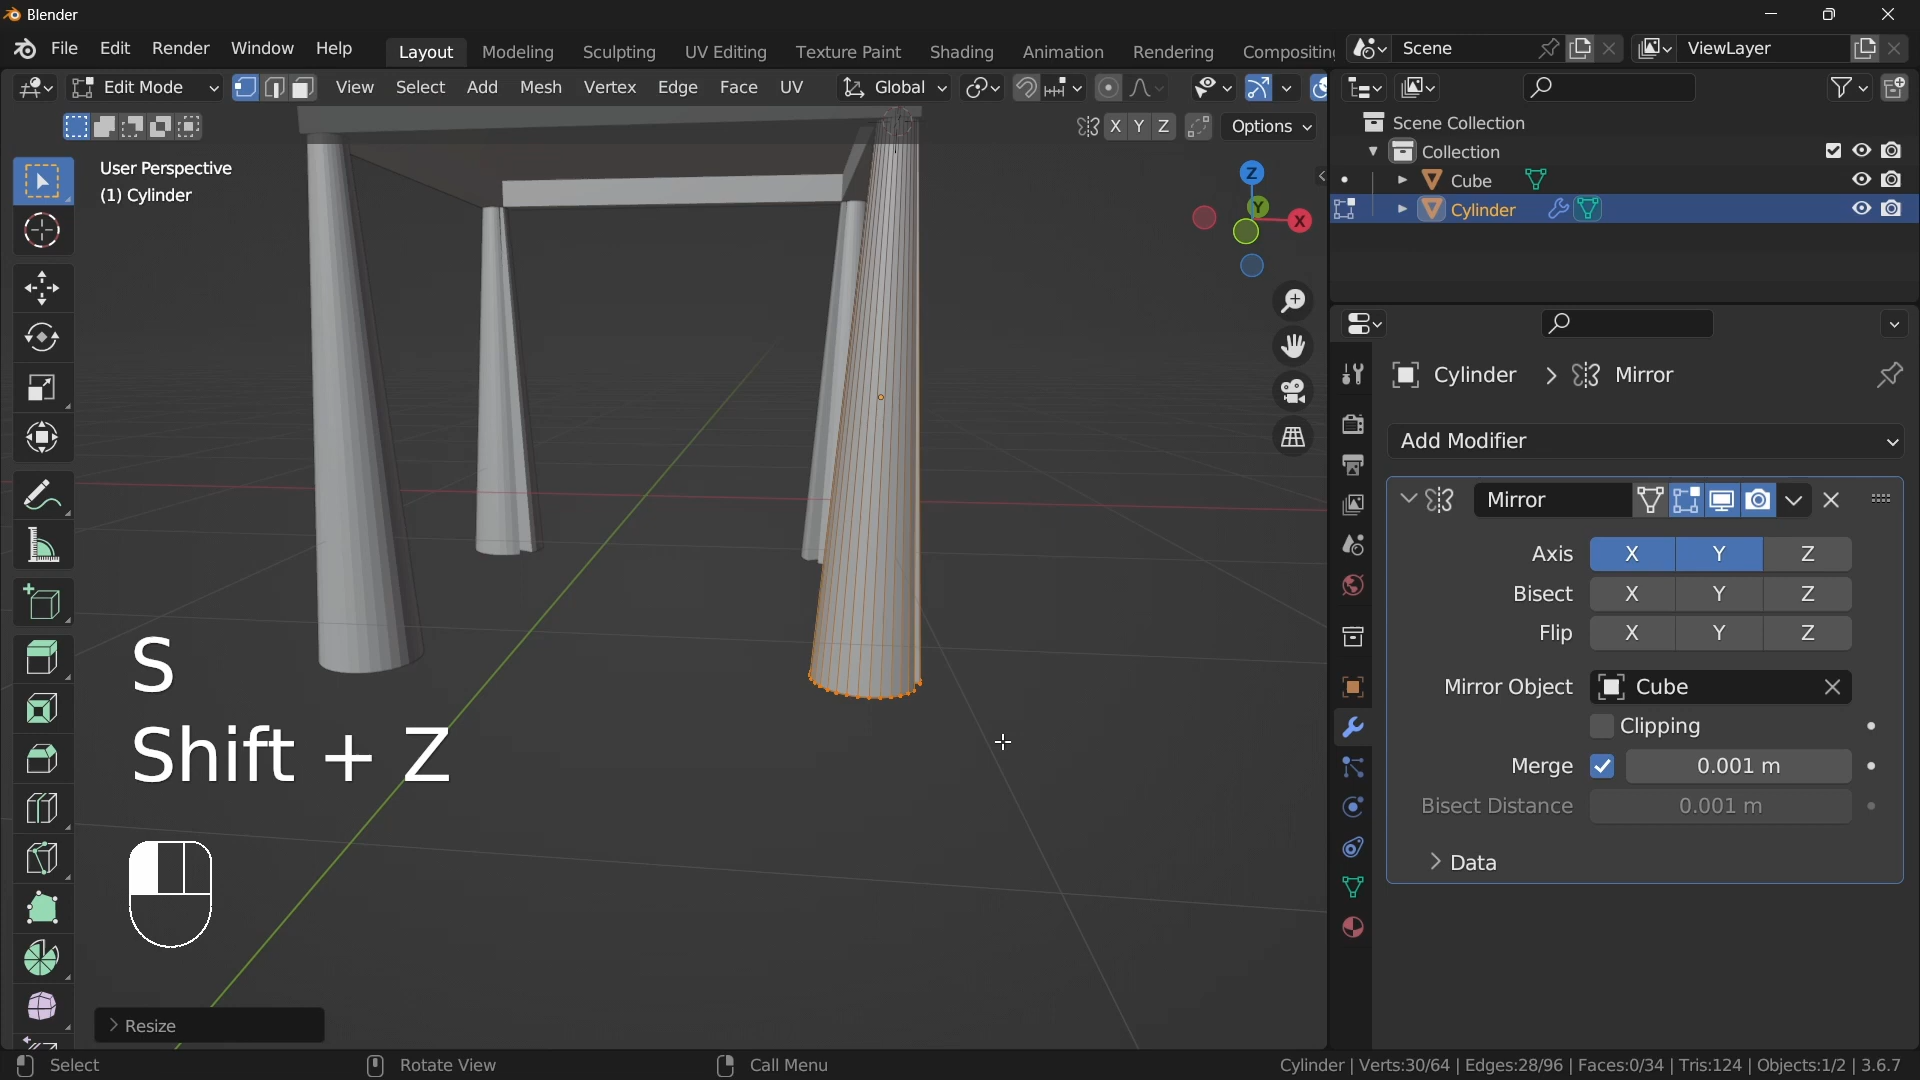 Blender
File Edit Render Window Help Layout Modeling Sculpting UV Editing Texture Paint Shading Animation Rendering Compositin Scene ViewLayer
Edit Mode View Select Add Mesh Vertex Edge Face UV Global
X Y Z Options
Scene Collection
Collection
Cube
Cylinder
User Perspective
(1) Cylinder
Z
Y
X
Cylinder Mirror
Add Modifier
Mirror
Axis X Y Z
Bisect X Y Z
Flip X Y Z
Mirror Object Cube
Clipping
Merge 0.001 m
Bisect Distance 0.001 m
Data
S
Shift + Z
Resize
Select Rotate View Call Menu Cylinder | Verts:30/64 | Edges:28/96 | Faces:0/34 | Tris:124 | Objects:1/2 | 3.6.7